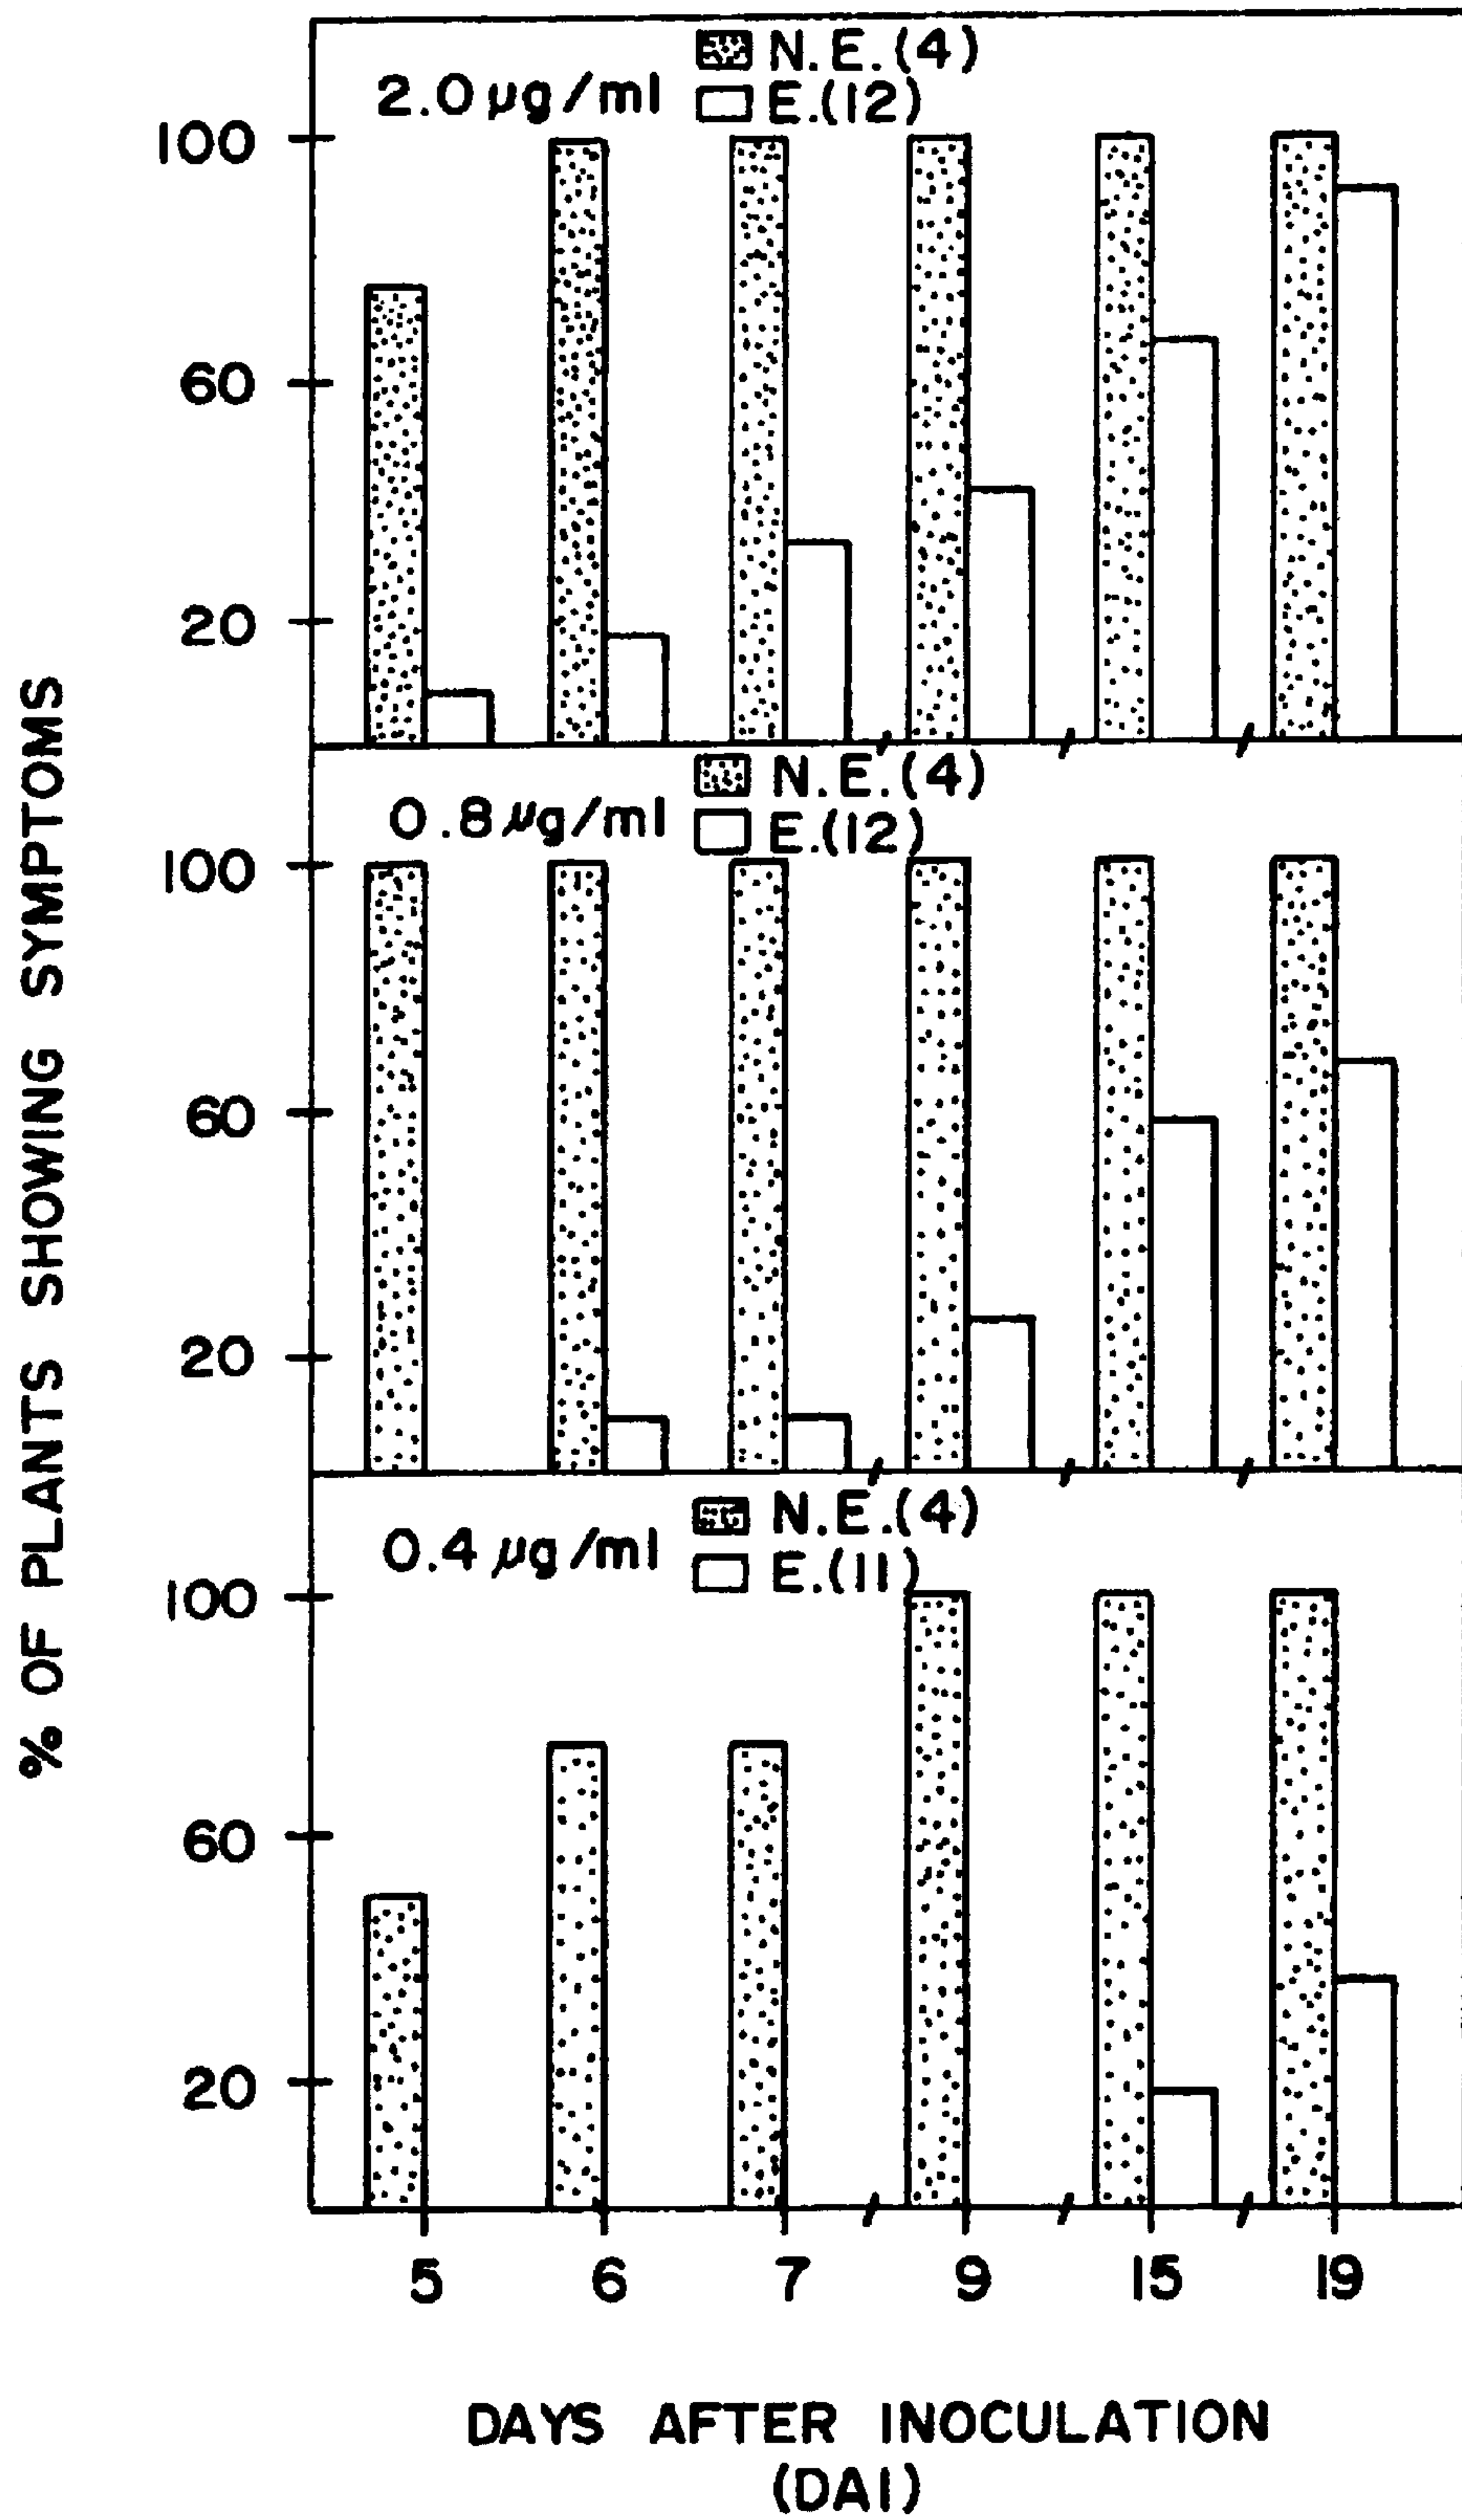 % OF PLANTS SHOWING SYMPTOMS
2.0 µg/ml
N.E.(4)
E.(12)
100
60
20
0.8 µg/ml
N.E.(4)
E.(12)
100
60
20
0.4 µg/ml
N.E.(4)
E.(11)
100
60
20
5 6 7 9 15 19
DAYS AFTER INOCULATION
(DAI)